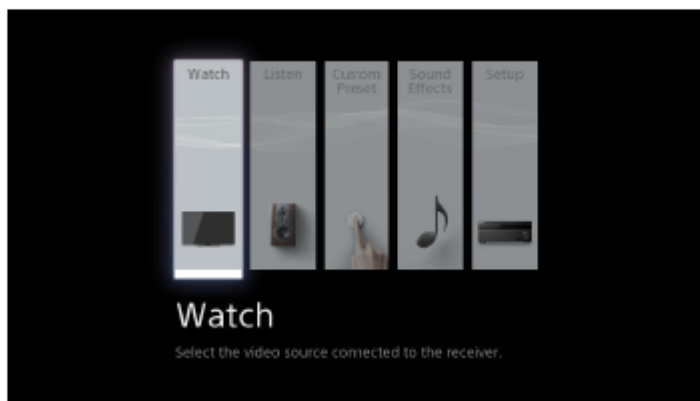 Watch
Listen
Custom
Preset
Sound
Effects
Setup
Watch
Select the video source connected to the receiver.